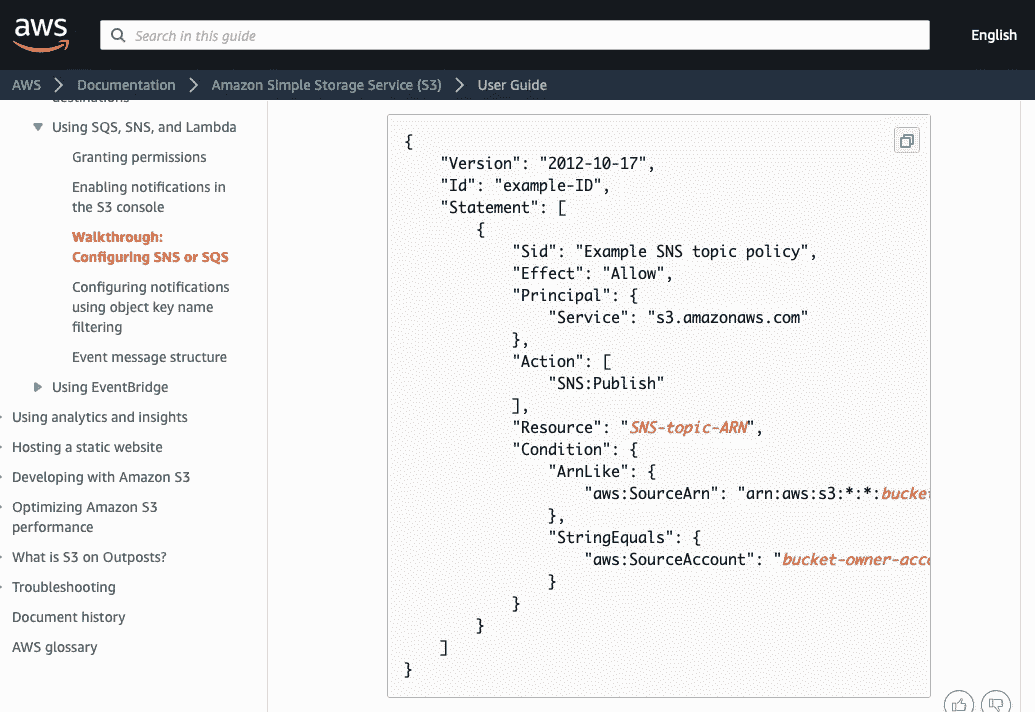 aws
Search in this guide
English
AWS
Documentation
Amazon Simple Storage Service (S3)
User Guide
destinations
Using SQS, SNS, and Lambda
Granting permissions
Enabling notifications in
the S3 console
Walkthrough:
Configuring SNS or SQS
Configuring notifications
using object key name
filtering
Event message structure
Using EventBridge
Using analytics and insights
Hosting a static website
Developing with Amazon S3
Optimizing Amazon S3
performance
What is S3 on Outposts?
Troubleshooting
Document history
AWS glossary
{
"Version": "2012-10-17",
"Id": "example-ID",
"Statement": [
{
"Sid": "Example SNS topic policy",
"Effect": "Allow",
"Principal": {
"Service": "s3.amazonaws.com"
},
"Action": [
"SNS:Publish"
],
"Resource": "SNS-topic-ARN",
"Condition": {
"ArnLike": {
"aws:SourceArn": "arn:aws:s3:*:*:bucke
},
"StringEquals": {
"aws:SourceAccount": "bucket-owner-acc
}
}
}
]
}